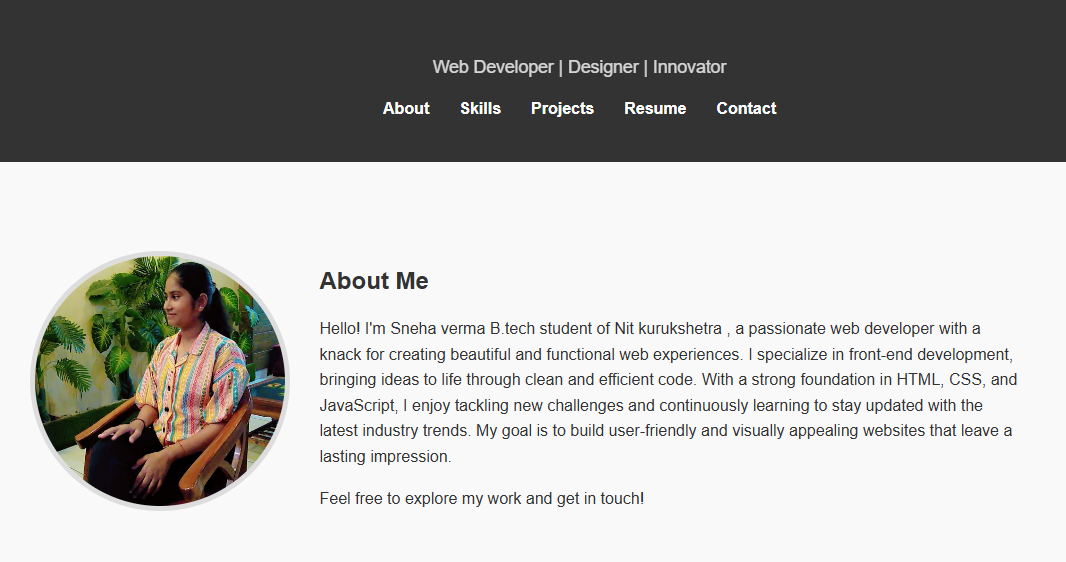 Web Developer | Designer | Innovator
About Skills Projects Resume Contact
About Me
Hello! I'm Sneha verma B.tech student of Nit kurukshetra , a passionate web developer with a
knack for creating beautiful and functional web experiences. I specialize in front-end development,
bringing ideas to life through clean and efficient code. With a strong foundation in HTML, CSS, and
JavaScript, I enjoy tackling new challenges and continuously learning to stay updated with the
latest industry trends. My goal is to build user-friendly and visually appealing websites that leave a
lasting impression.
Feel free to explore my work and get in touch!